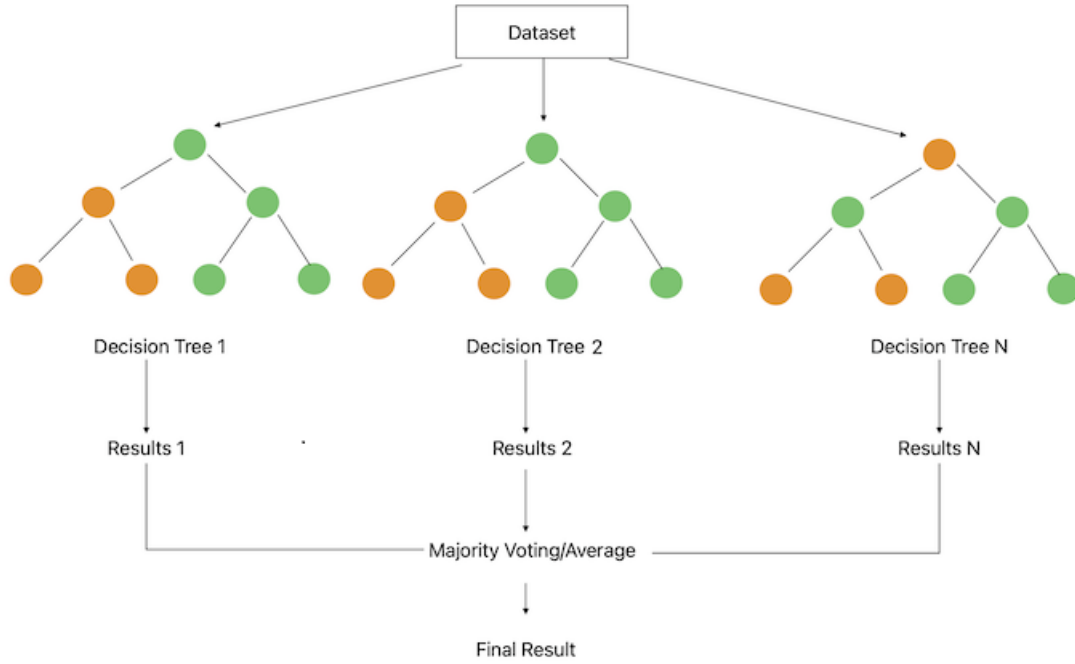 Dataset
Decision Tree 1
Decision Tree 2
Decision Tree N
Results 1
Results 2
Results N
Majority Voting/Average
Final Result